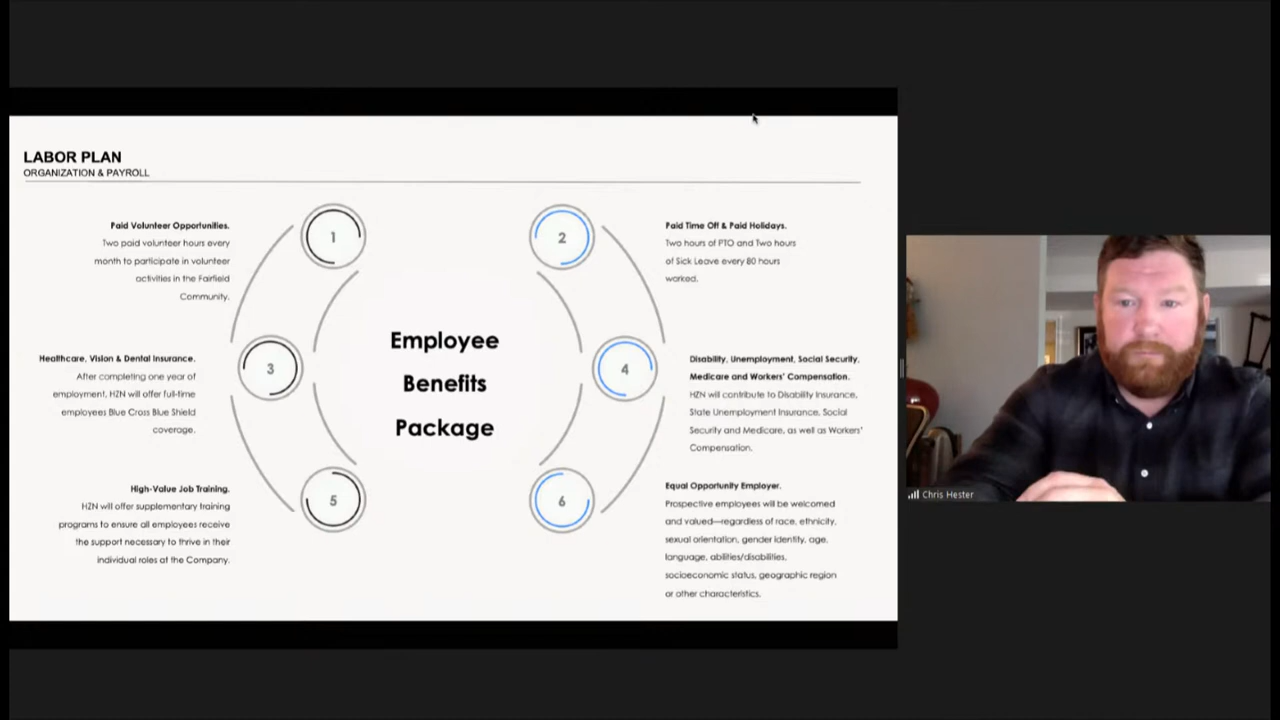 LABOR PLAN
ORGANIZATION & PAYROLL
1
Paid Volunteer Opportunities.
Two paid volunteer hours every
month to participate in volunteer
activities in the Fairfield
Community.
2
Paid Time Off & Paid Holidays.
Two hours of PTO and Two hours
of Sick Leave every 80 hours
worked.
Employee
Benefits
Package
3
Healthcare, Vision & Dental Insurance.
After completing one year of
employment, HZN will offer full-time
employees Blue Cross Blue Shield
coverage.
4
Disability, Unemployment, Social Security,
Medicare and Workers' Compensation.
HZN will contribute to Disability Insurance,
State Unemployment Insurance, Social
Security and Medicare, as well as Workers'
Compensation.
5
High-Value Job Training.
HZN will offer supplementary training
programs to ensure all employees receive
the support necessary to thrive in their
individual roles at the Company.
6
Equal Opportunity Employer.
Prospective employees will be welcomed
and valued—regardless of race, ethnicity,
sexual orientation, gender identity, age,
language, abilities/disabilities,
socioeconomic status, geographic region
or other characteristics.
Chris Hester